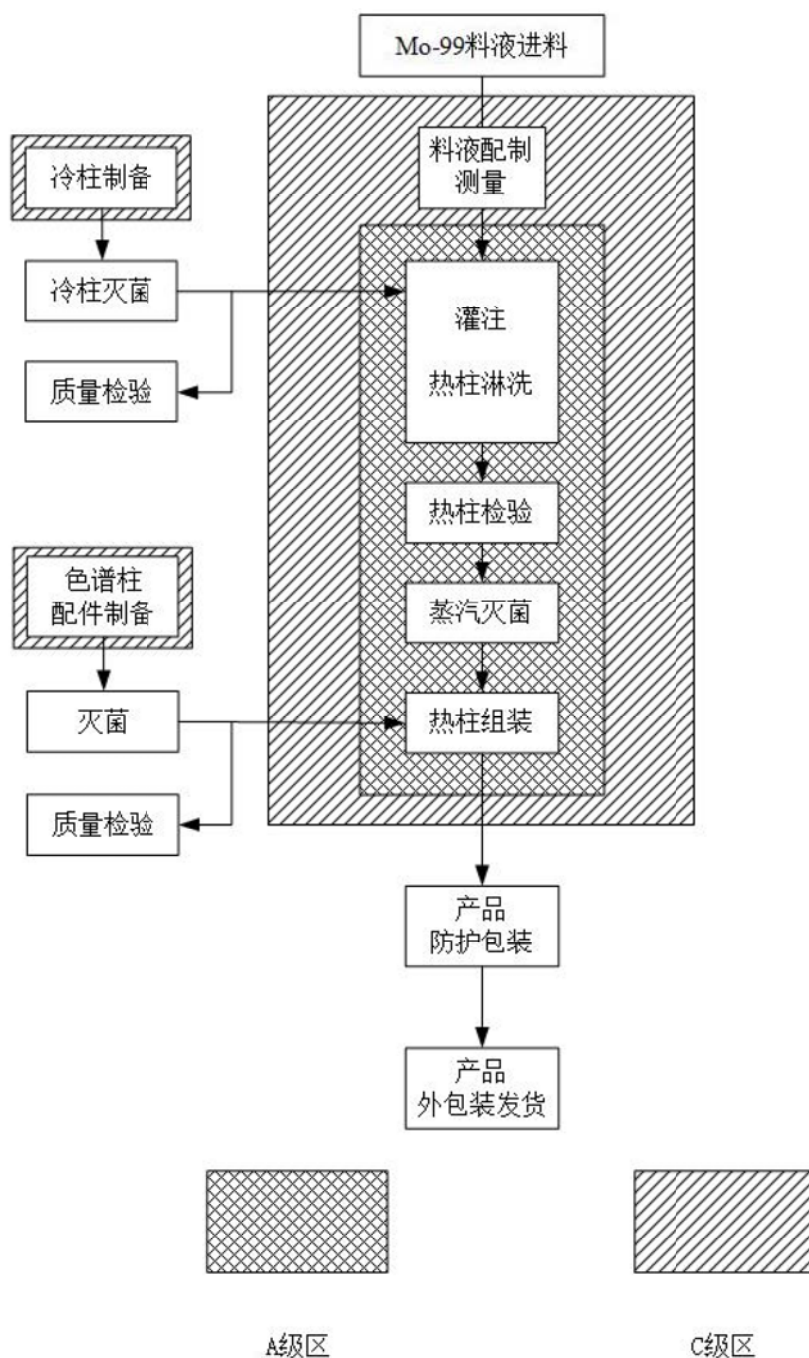 Mo-99料液进料
料液配制
测量
冷柱制备
冷柱灭菌
灌注
热柱淋洗
质量检验
热柱检验
色谱柱
配件制备
蒸汽灭菌
灭菌
热柱组装
质量检验
产品
防护包装
产品
外包装发货
A级区
C级区